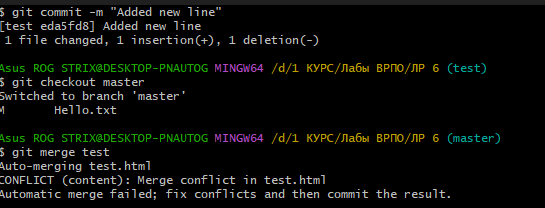 $ git commit -m "Added new line"
[test eda5fd8] Added new line
 1 file changed, 1 insertion(+), 1 deletion(-)
Asus ROG STRIX@DESKTOP-PNAUTOG MINGW64 /d/1 КУРС/Лабы ВРПО/ЛР 6 (test)
$ git checkout master
Switched to branch 'master'
M       Hello.txt
Asus ROG STRIX@DESKTOP-PNAUTOG MINGW64 /d/1 КУРС/Лабы ВРПО/ЛР 6 (master)
$ git merge test
Auto-merging test.html
CONFLICT (content): Merge conflict in test.html
Automatic merge failed; fix conflicts and then commit the result.